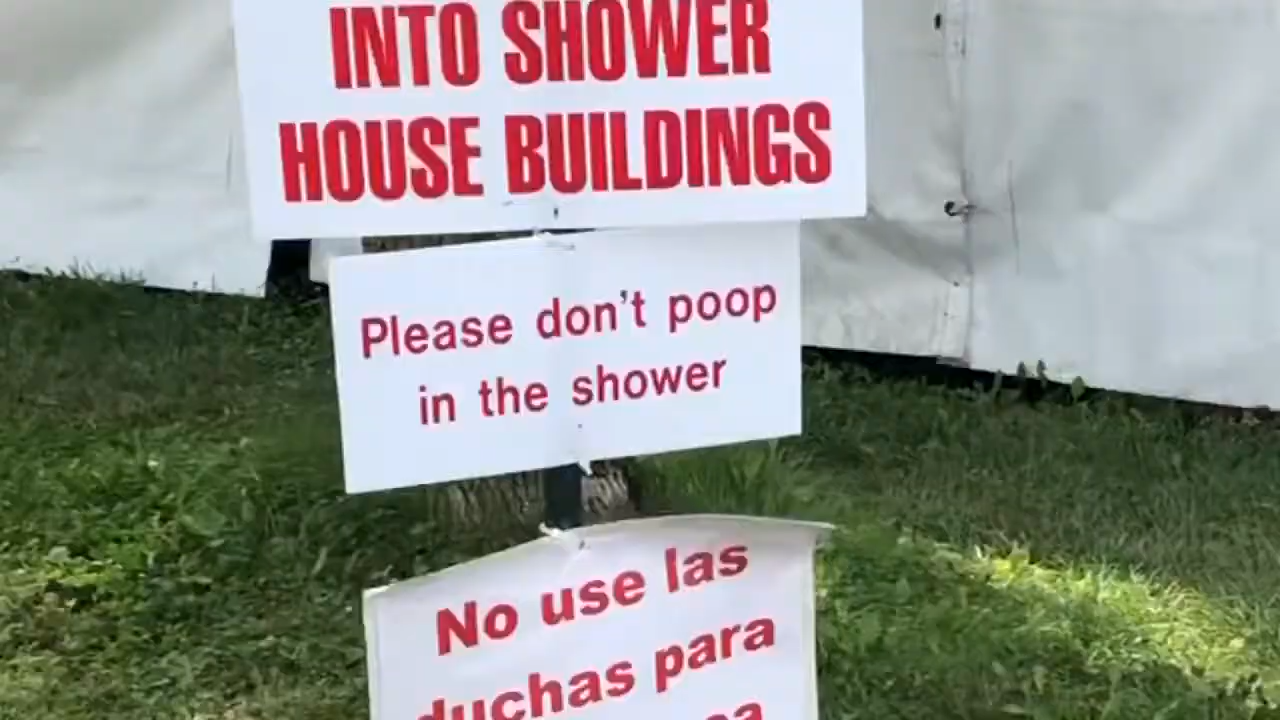 INTO SHOWER
HOUSE BUILDINGS
Please don't poop
in the shower
No use las
duchas para